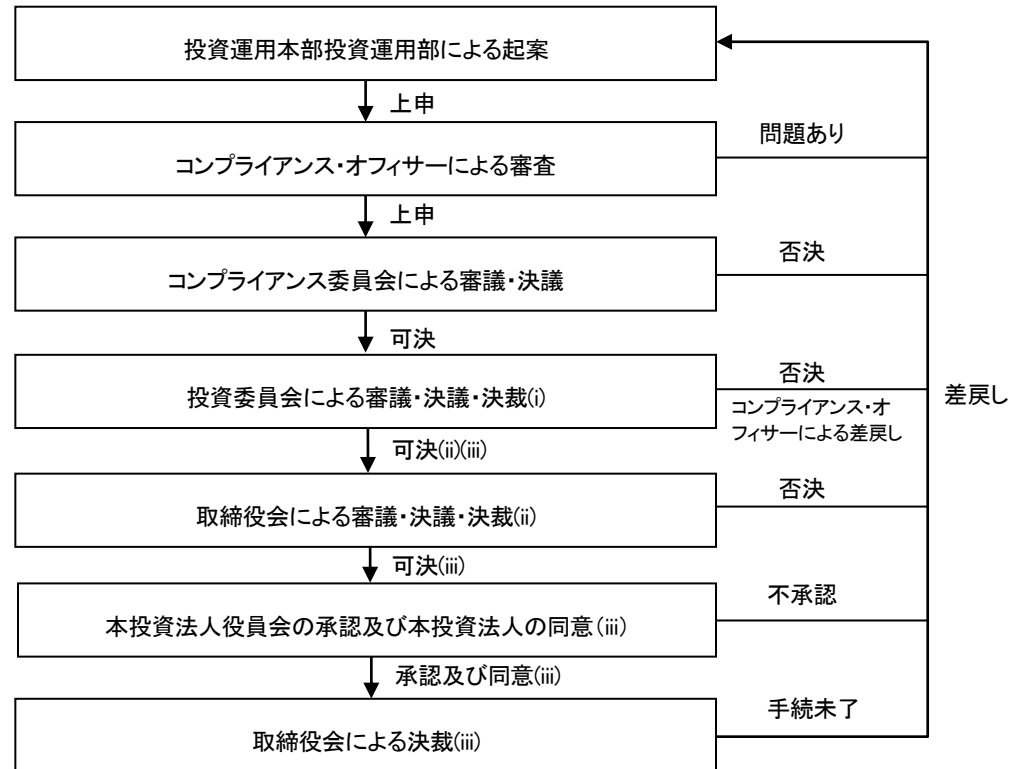 投資運用本部投資運用部による起案
上申
問題あり
コンプライアンス・オフィサーによる審査
上申
否決
コンプライアンス委員会による審議・決議
可決
否決
投資委員会による審議・決議・決裁(i)
コンプライアンス・オ
フィサーによる差戻し
差戻し
可決(ii)(iii)
否決
取締役会による審議・決議・決裁(ii)
可決(iii)
不承認
本投資法人役員会の承認及び本投資法人の同意(iii)
承認及び同意(iii)
手続未了
取締役会による決裁(iii)